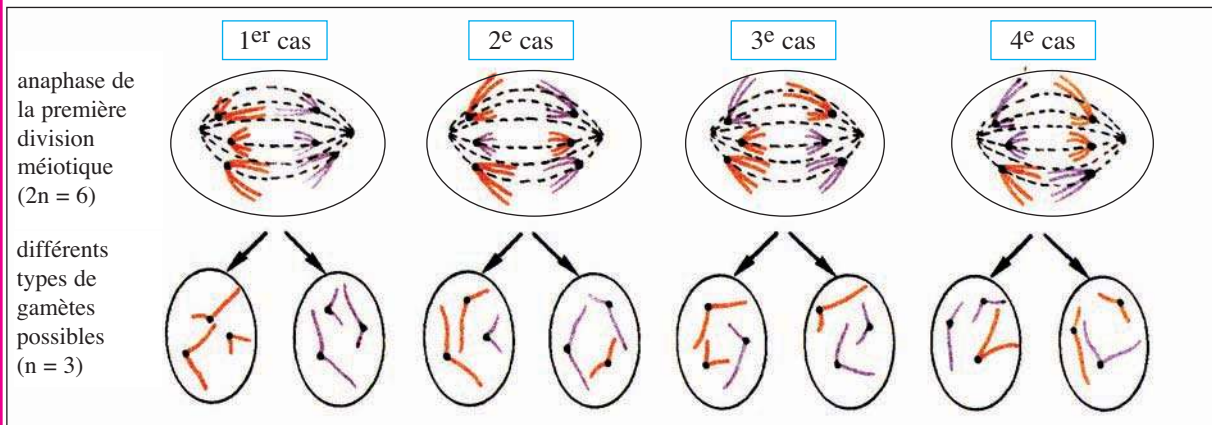 1er cas
2e cas
3e cas
4e cas
anaphase de
la première
division
méiotique
(2n = 6)
différents
types de
gamètes
possibles
(n = 3)